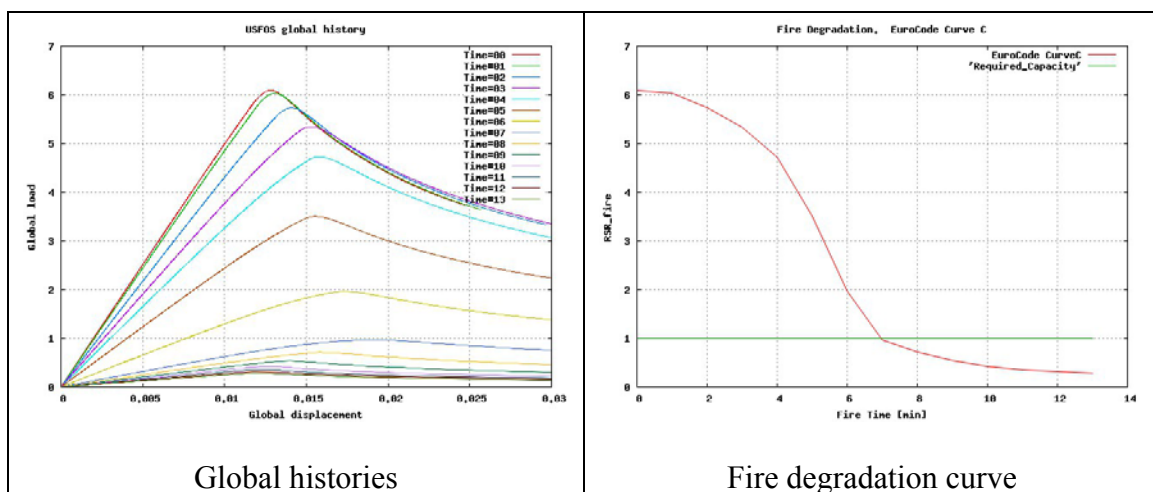 USFOS global history
7
6
5
4
3
2
1
0
Global load
Time=00
Time=01
Time=02
Time=03
Time=04
Time=05
Time=06
Time=07
Time=08
Time=09
Time=10
Time=11
Time=12
Time=13
0 0.005 0.01 0.015 0.02 0.025 0.03
Global displacement
Global histories
Fire Degradation, EuroCode Curve C
7
6
5
4
3
2
1
0
RSR_fire
EuroCode CurveC
'Required_Capacity'
0 2 4 6 8 10 12 14
Fire Time [min]
Fire degradation curve